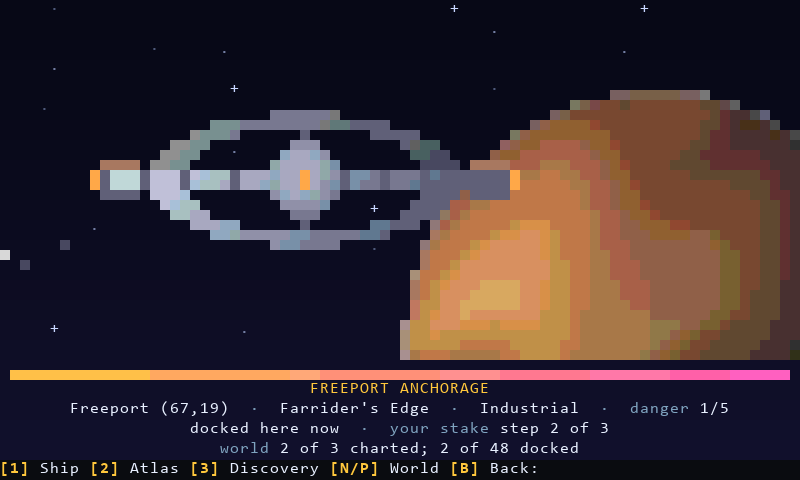 FREEPORT ANCHORAGE
Freeport (67,19) · Farrider's Edge · Industrial · danger 1/5
docked here now · your stake step 2 of 3
world 2 of 3 charted; 2 of 48 docked
[1] Ship [2] Atlas [3] Discovery [N/P] World [B] Back: